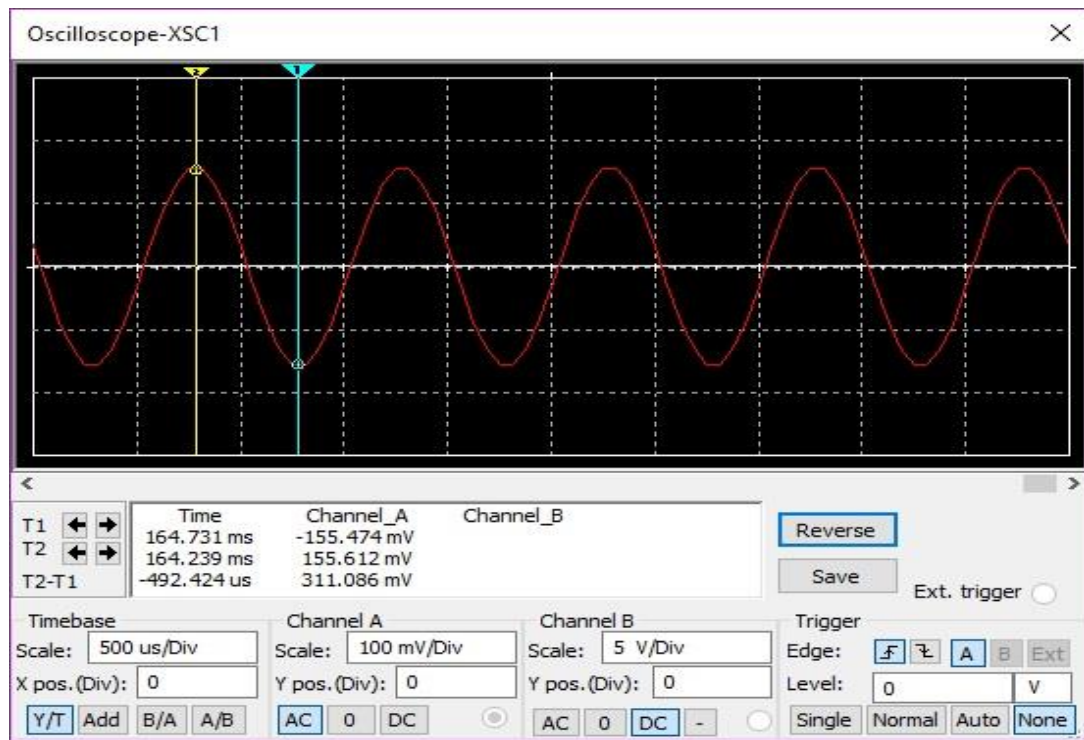 Oscilloscope-XSC1
2 1
Time Channel_A Channel_B
T1 164.731 ms -155.474 mV
T2 164.239 ms 155.612 mV
T2-T1 -492.424 us 311.086 mV
Reverse
Save
Ext. trigger
Timebase Channel A Channel B Trigger
Scale: 500 us/Div Scale: 100 mV/Div Scale: 5 V/Div Edge: A B Ext
X pos.(Div): 0 Y pos.(Div): 0 Y pos.(Div): 0 Level: 0 V
Y/T Add B/A A/B AC 0 DC AC 0 DC - Single Normal Auto None